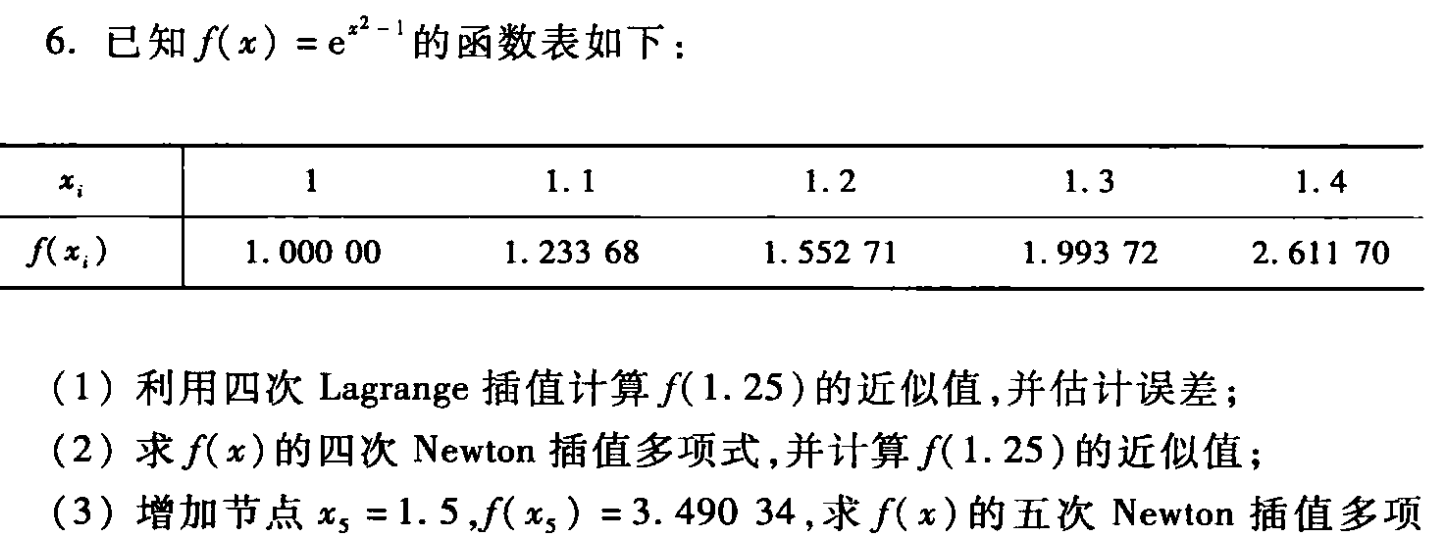 6. 已知 f(x) = e^{x^2 - 1} 的函数表如下：
x_i 1 1.1 1.2 1.3 1.4
f(x_i) 1.000 00 1.233 68 1.552 71 1.993 72 2.611 70
(1) 利用四次 Lagrange 插值计算 f(1.25) 的近似值,并估计误差；
(2) 求 f(x) 的四次 Newton 插值多项式,并计算 f(1.25) 的近似值；
(3) 增加节点 x_5 = 1.5, f(x_5) = 3.490 34, 求 f(x) 的五次 Newton 插值多项